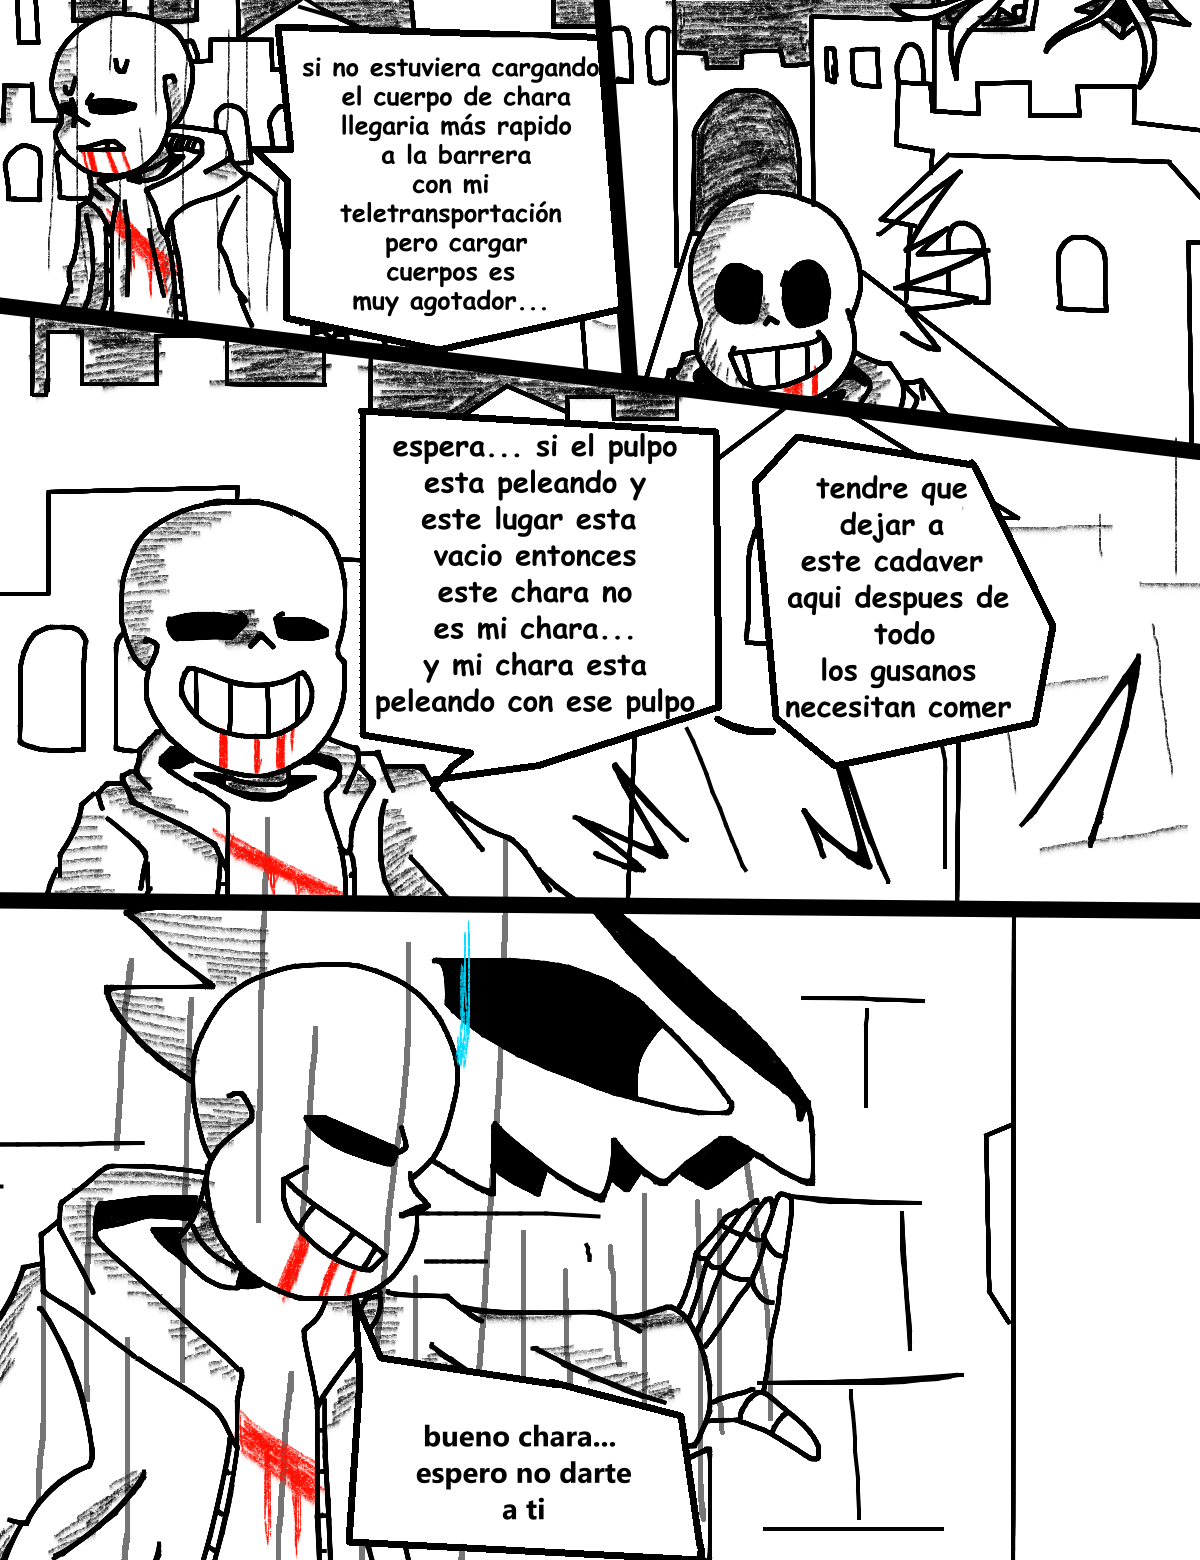 si no estuviera cargando
el cuerpo de chara
llegaria más rapido
a la barrera
con mi
teletransportación
pero cargar
cuerpos es
muy agotador...
espera... si el pulpo
esta peleando y
este lugar esta
vacio entonces
este chara no
es mi chara...
y mi chara esta
peleando con ese pulpo
tendre que
dejar a
este cadaver
aqui despues de
todo
los gusanos
necesitan comer
bueno chara...
espero no darte
a ti